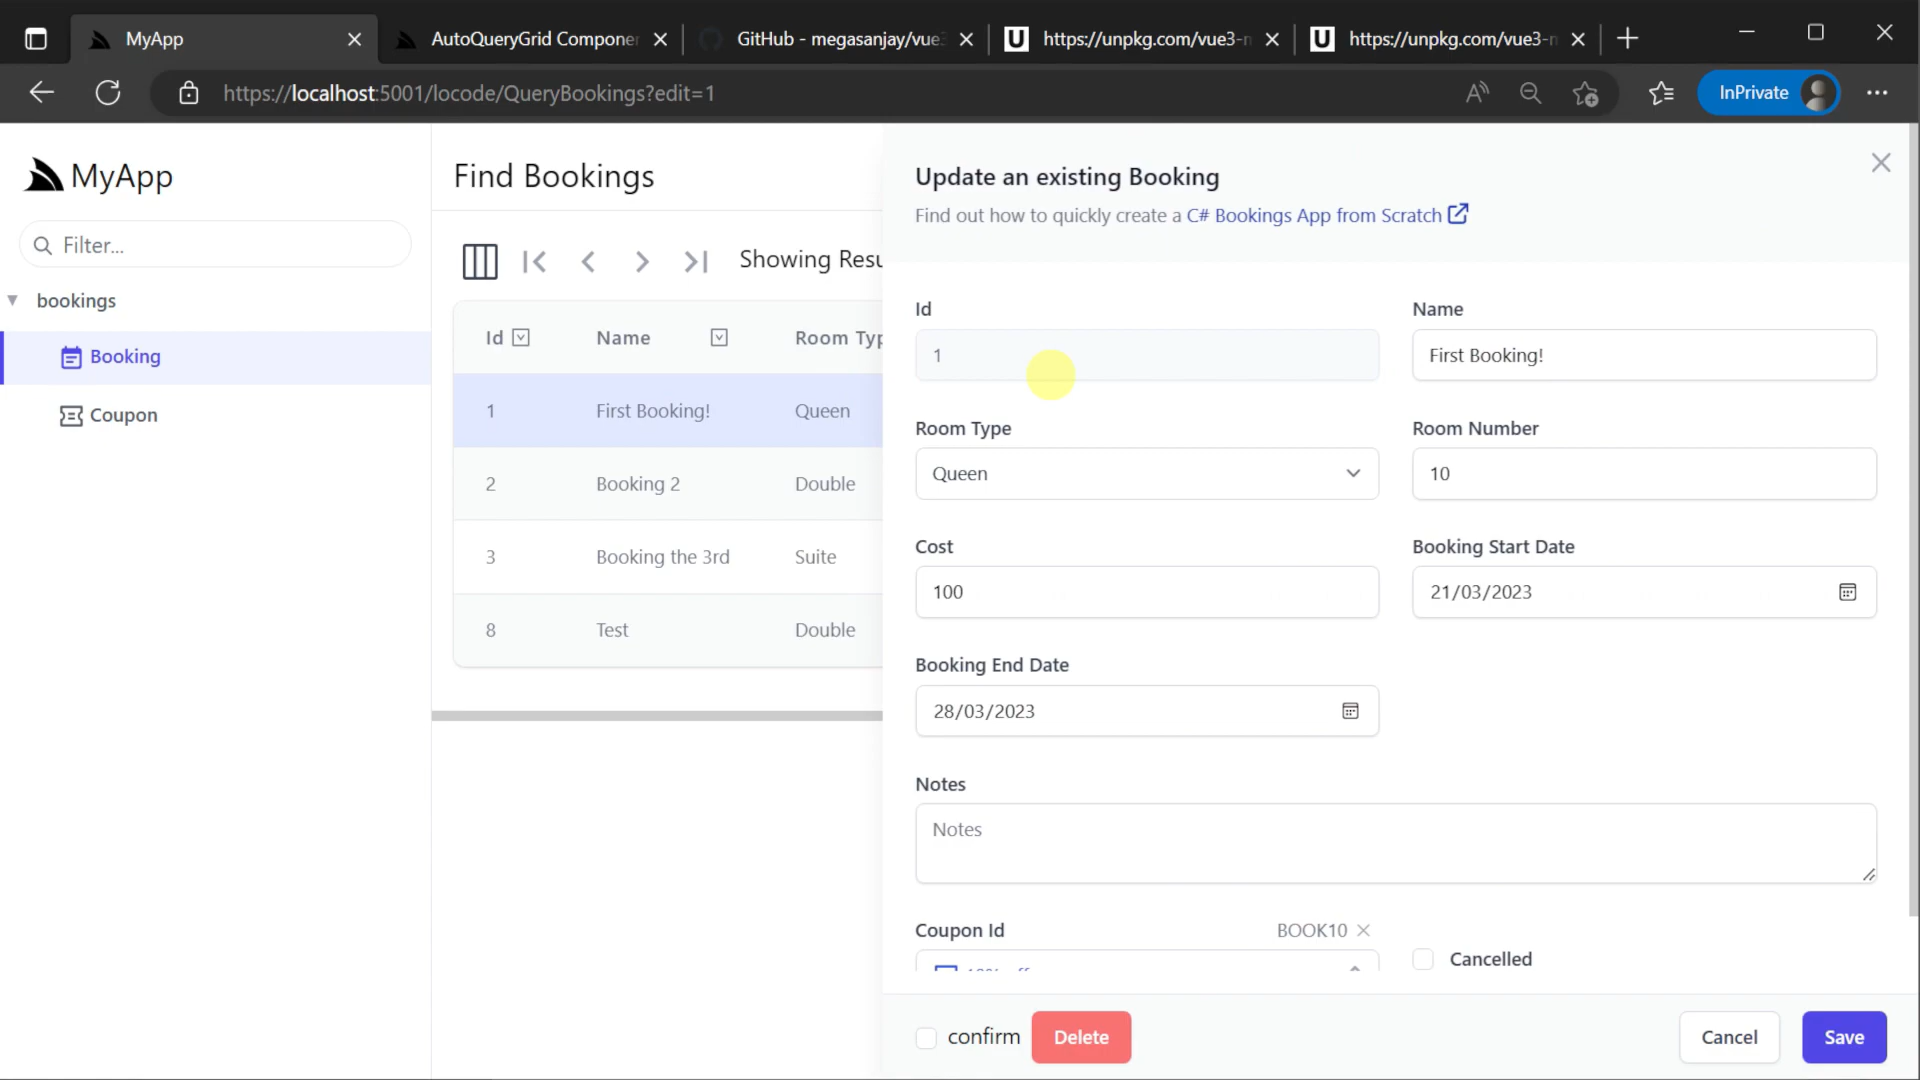 MyApp
AutoQueryGrid Componen
GitHub - megasanjay/vue3
https://unpkg.com/vue3-n
https://unpkg.com/vue3-n
https://localhost:5001/locode/QueryBookings?edit=1
InPrivate
MyApp
Filter...
bookings
Booking
Coupon
Find Bookings
Showing Resu
Id Name Room Typ
1 First Booking! Queen
2 Booking 2 Double
3 Booking the 3rd Suite
8 Test Double
Update an existing Booking
Find out how to quickly create a C# Bookings App from Scratch
Id
1
Name
First Booking!
Room Type
Queen
Room Number
10
Cost
100
Booking Start Date
21/03/2023
Booking End Date
28/03/2023
Notes
Notes
Coupon Id
BOOK10
Cancelled
confirm
Delete
Cancel
Save